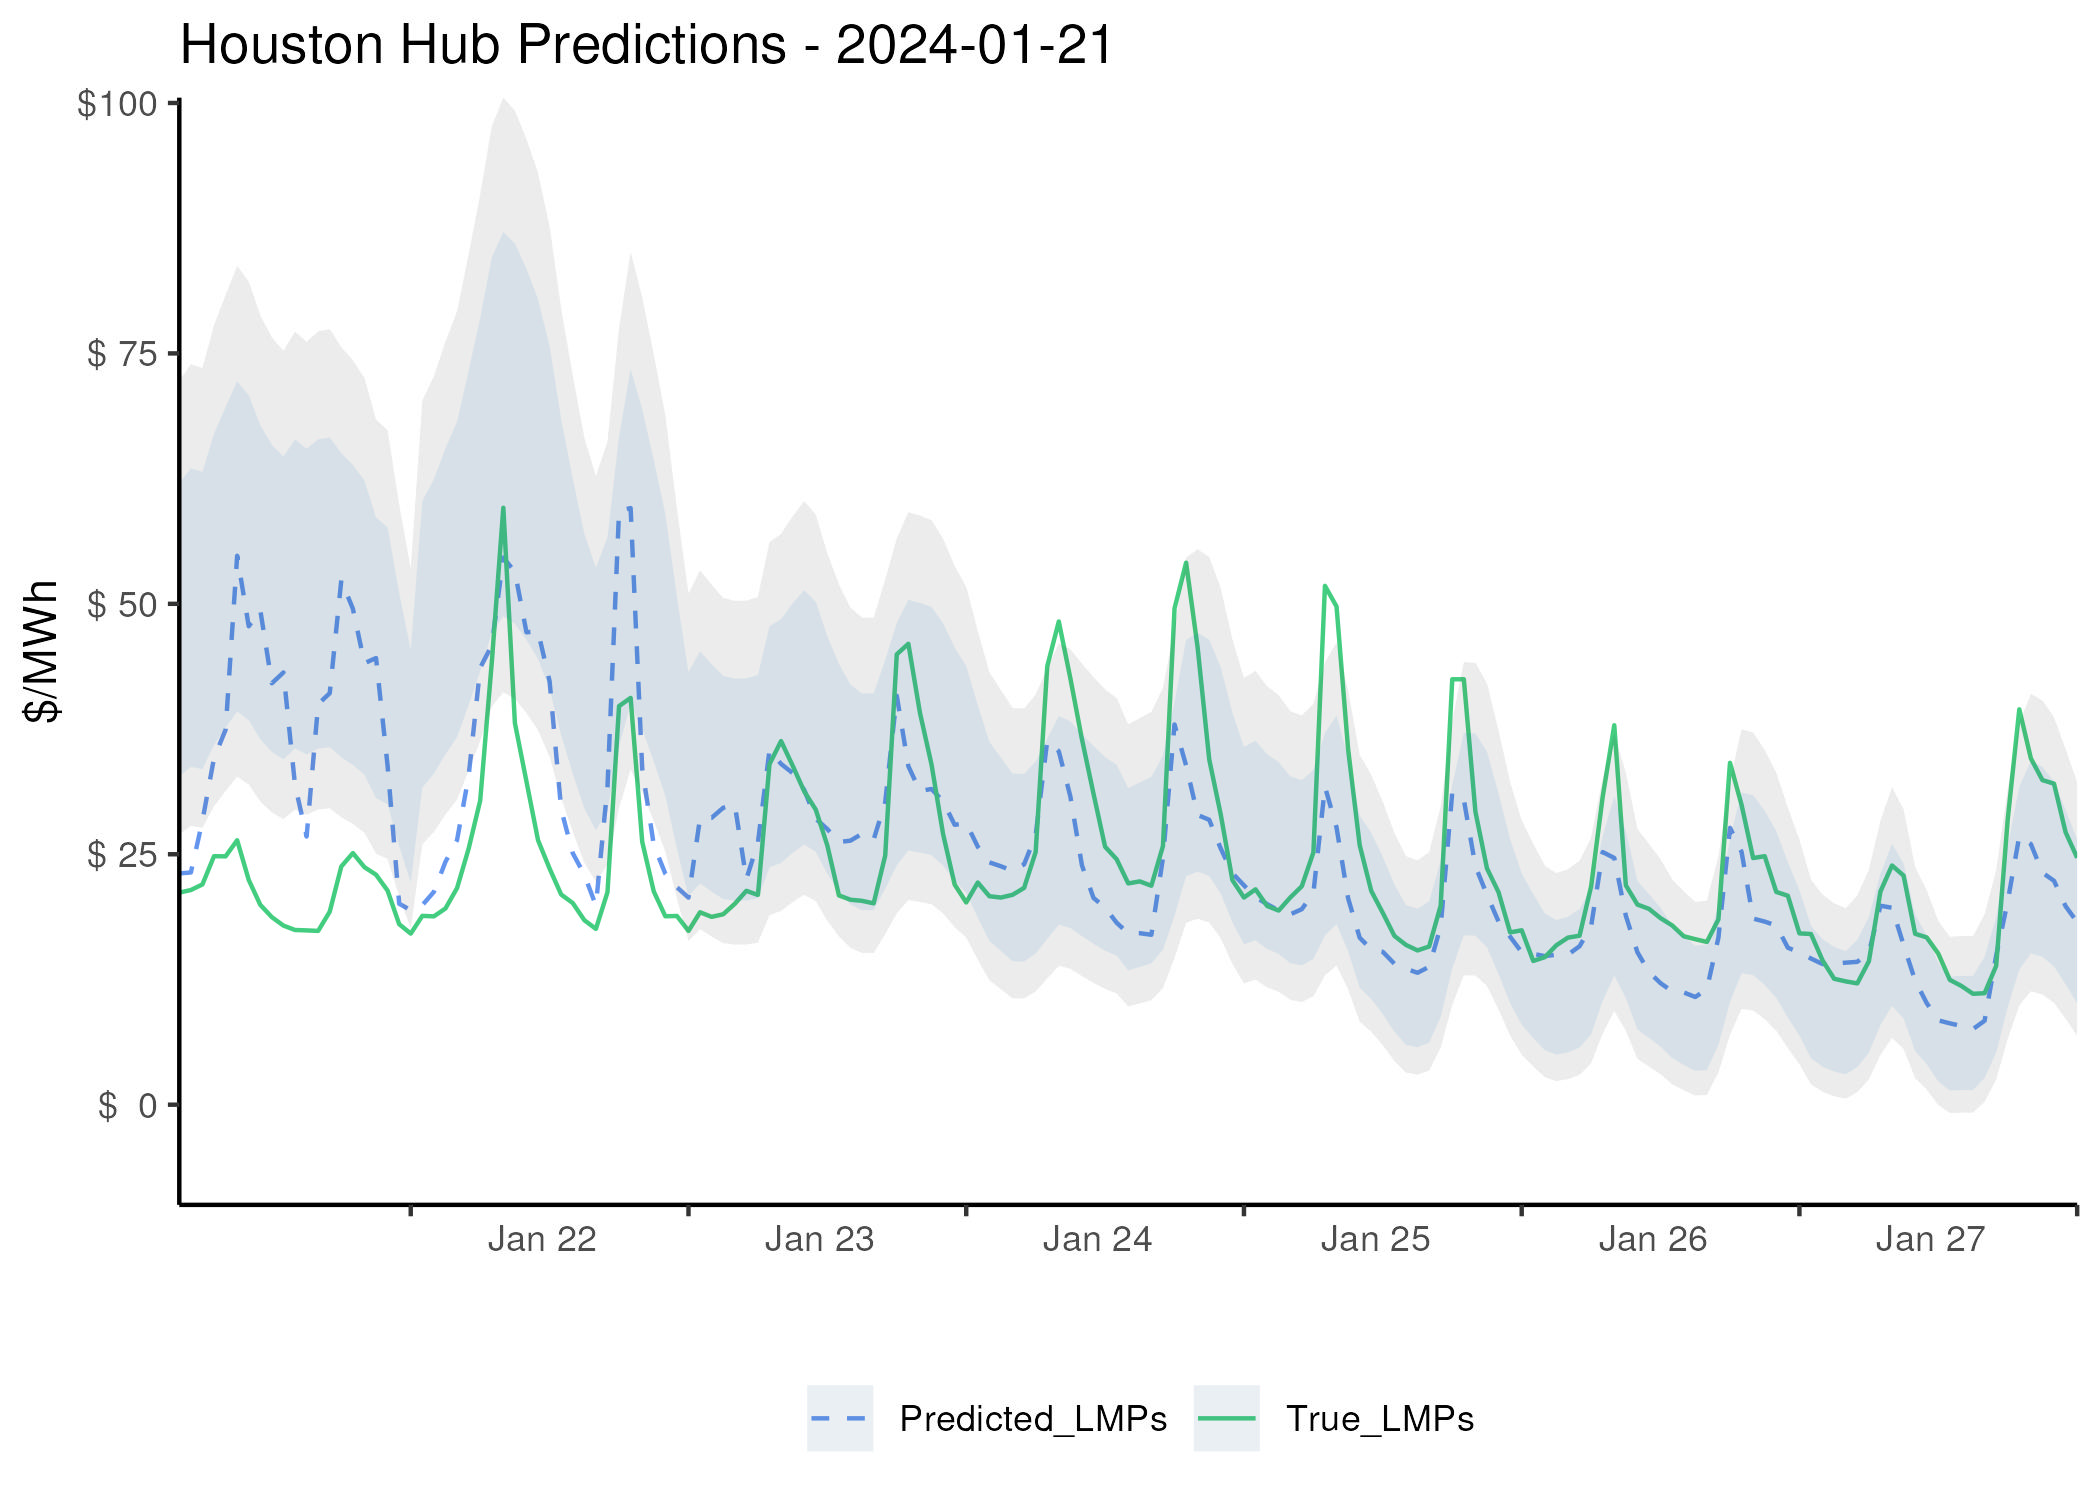 Houston Hub Predictions - 2024-01-21
$100
$ 75
$ 50
$ 25
$ 0
$/MWh
Jan 22 Jan 23 Jan 24 Jan 25 Jan 26 Jan 27
Predicted_LMPs True_LMPs